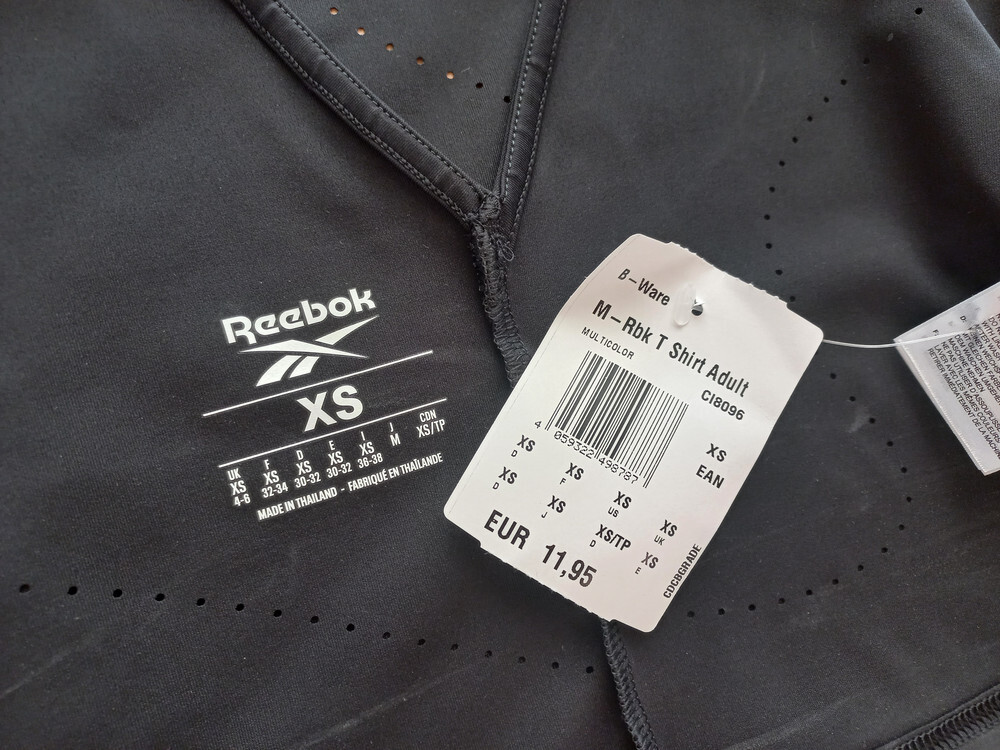 Reebok
XS
UK F D E I J CDN
XS XS XS XS XS M XS/TP
4-6 32-34 30-32 30-32 36-38
MADE IN THAILAND - FABRIQUÉ EN THAÏLANDE
B-Ware
M-Rbk T Shirt Adult
MULTICOLOR
CI8096
4 059322 498787
XS
EAN
XS XS XS XS
D F US UK
XS XS XS/TP XS
D J D E
EUR 11,95
CDCBGRADE